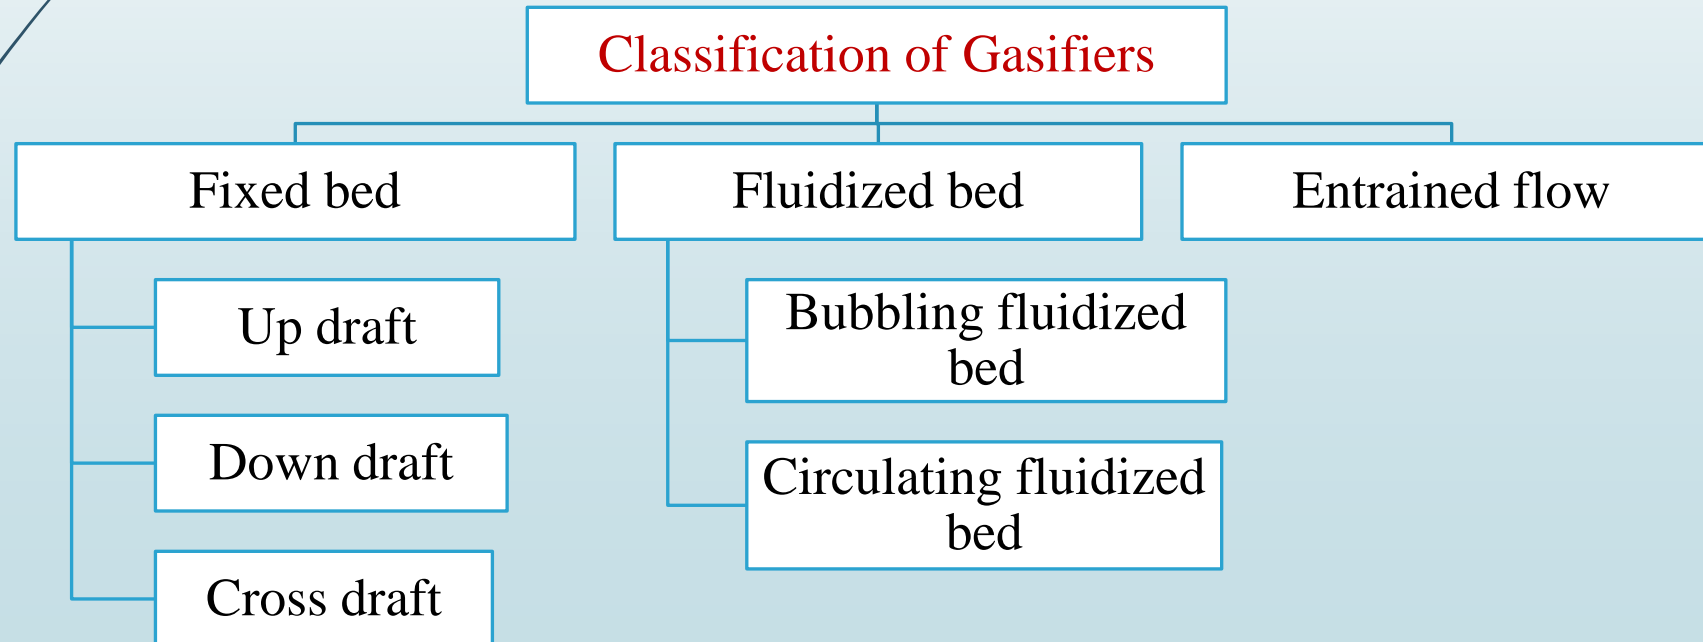 Classification of Gasifiers
Fixed bed
Fluidized bed
Entrained flow
Up draft
Down draft
Cross draft
Bubbling fluidized
bed
Circulating fluidized
bed